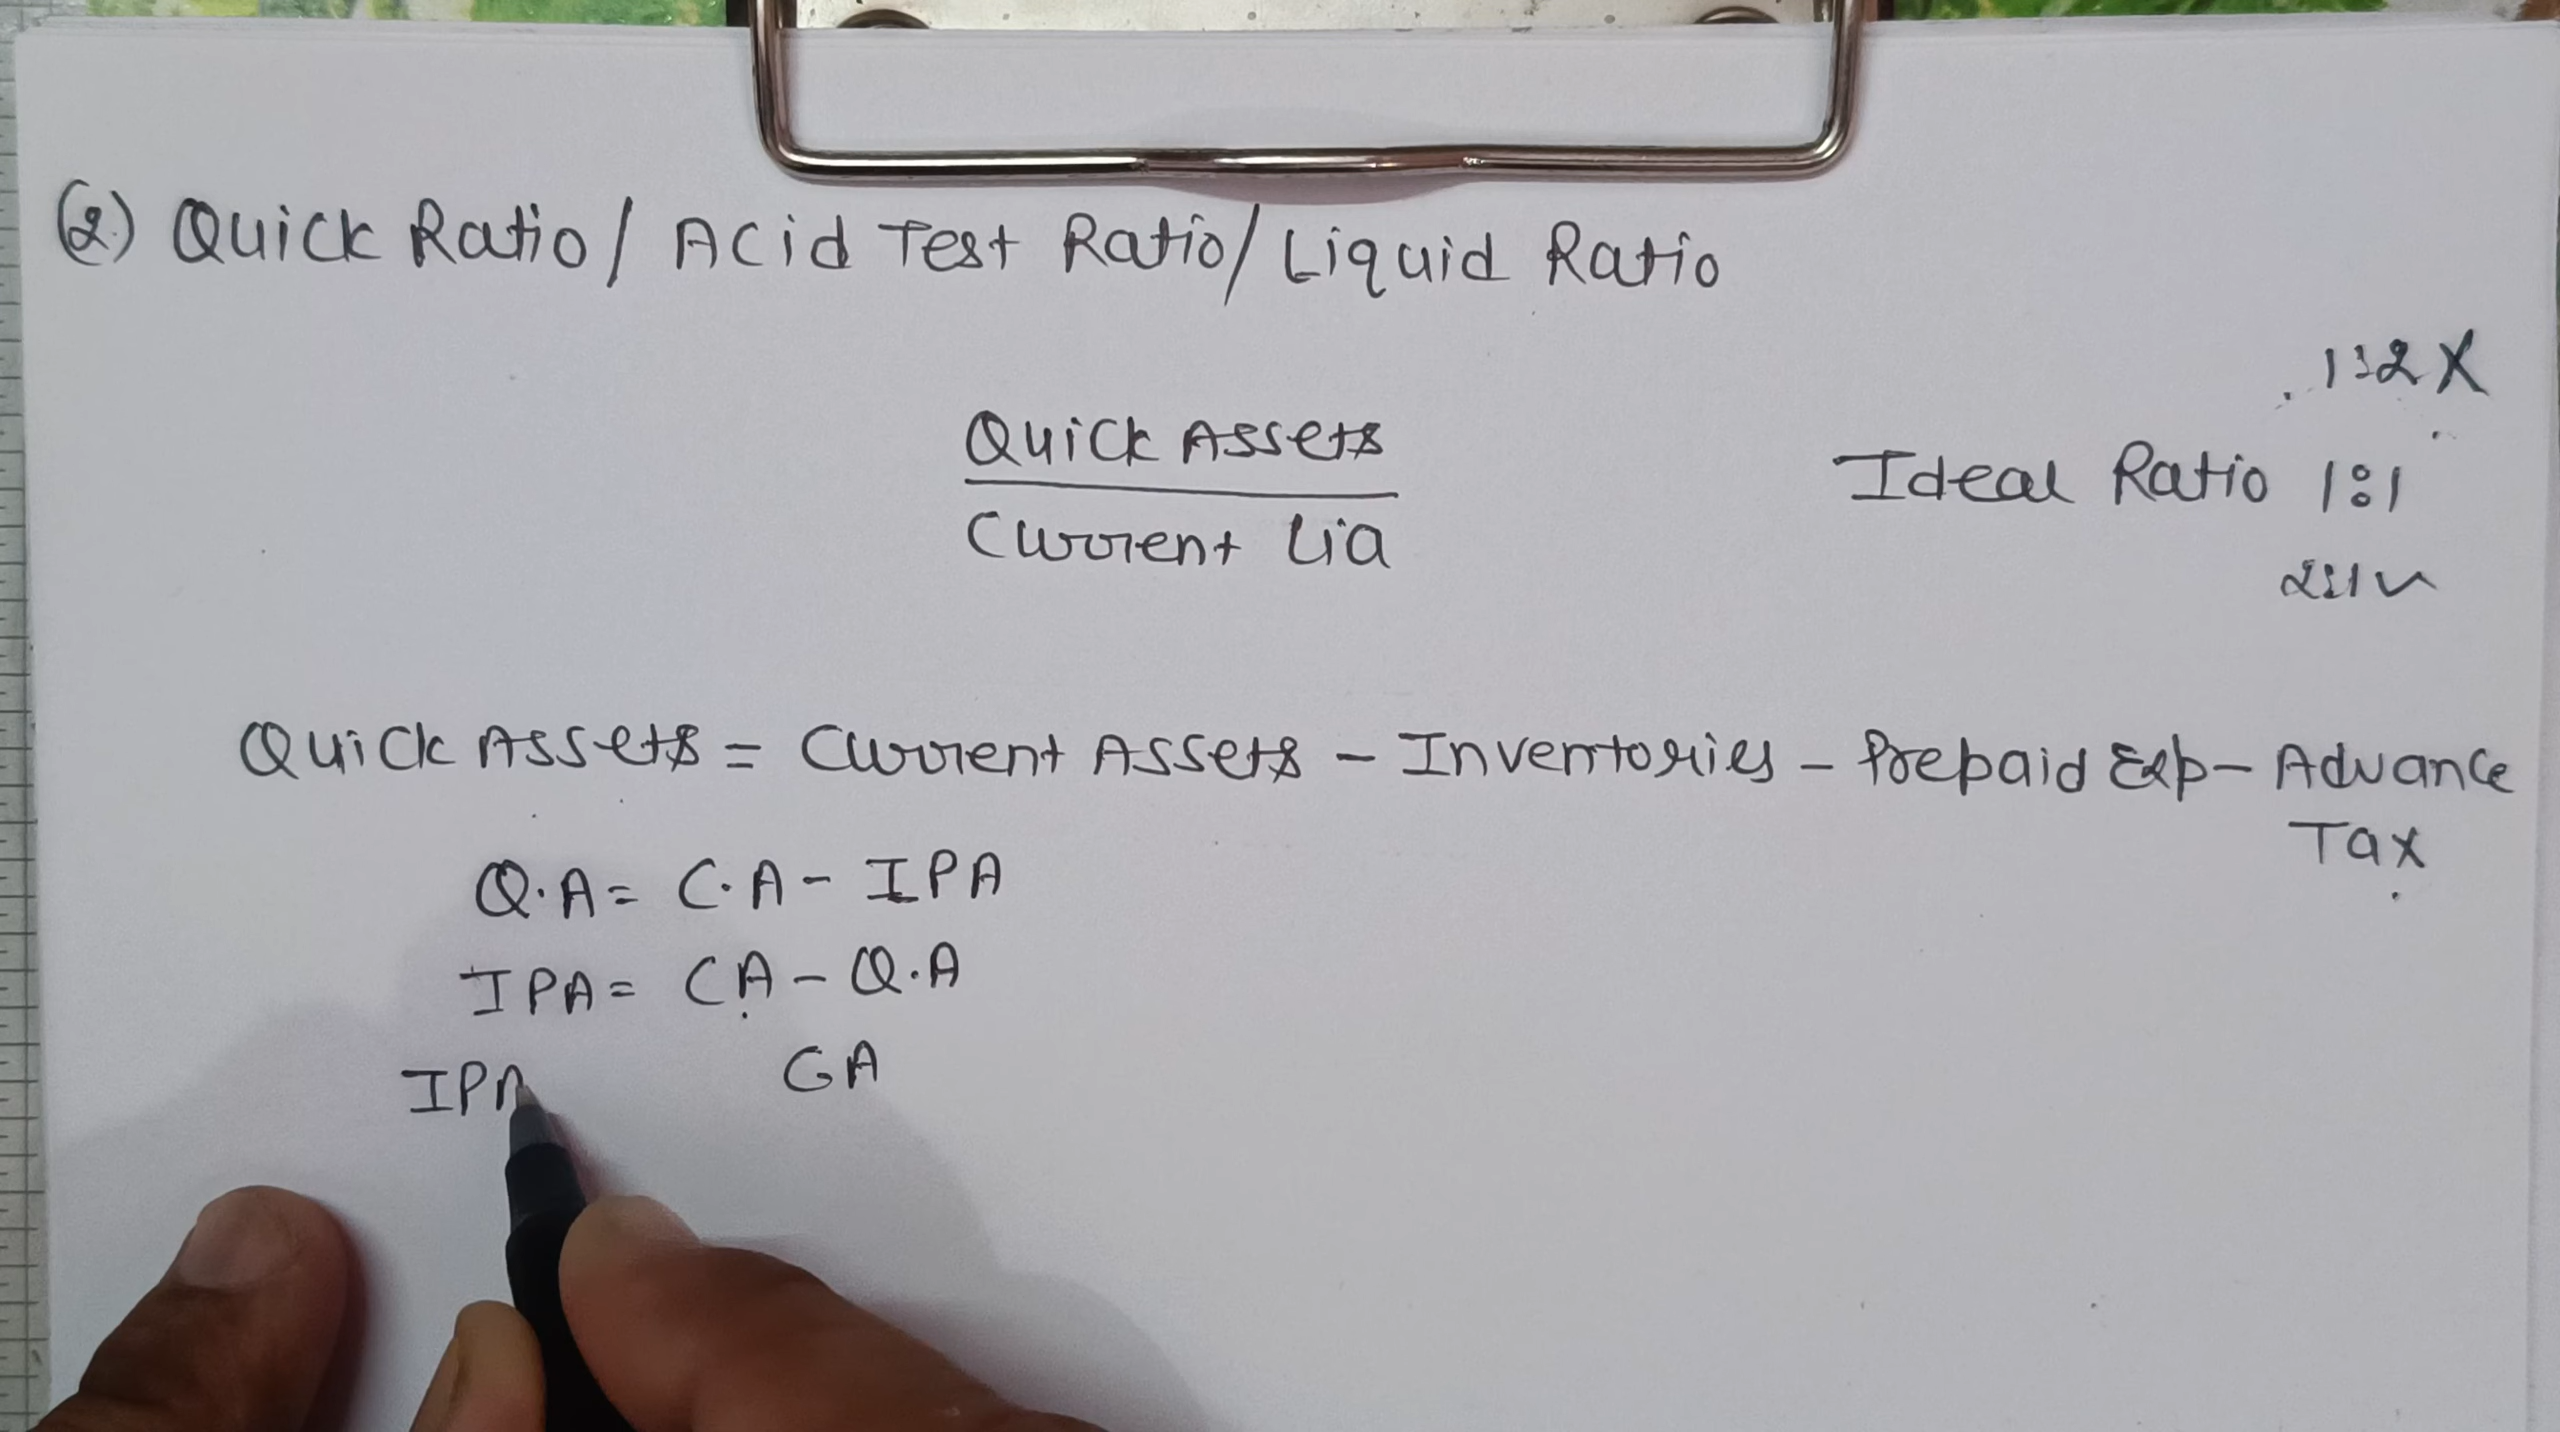 (2.) Quick Ratio/ Acid Test Ratio/ Liquid Ratio
1:2 X
Quick Assets
Current Lia
Ideal Ratio 1:1
2:1 ✓
Quick Assets = Current Assets - Inventories - Prepaid Exp - Advance
Tax
Q.A = C.A - IPA
IPA = CA - Q.A
IPA CA